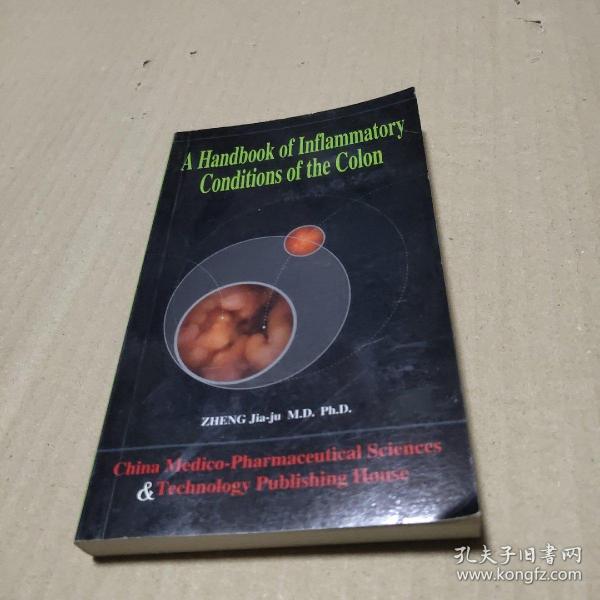 A Handbook of Inflammatory
Conditions of the Colon
ZHENG Jia-ju M.D. Ph.D.
China Medico-Pharmaceutical Sciences
& Technology Publishing House
孔夫子旧书网
www.kongfz.com